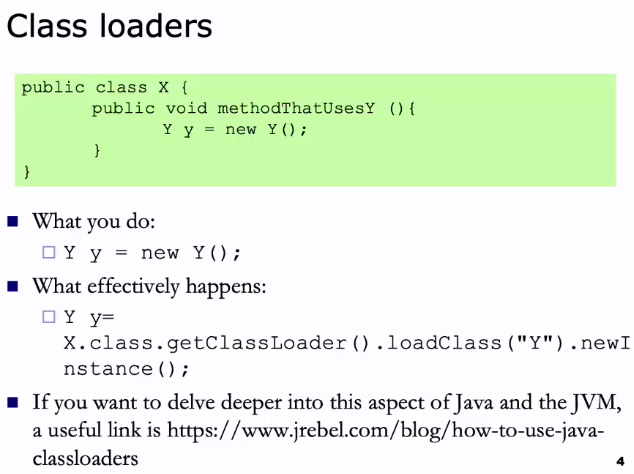 Class loaders
public class X {
public void methodThatUsesY (){
Y y = new Y();
}
}
What you do:
Y y = new Y();
What effectively happens:
Y y=
X.class.getClassLoader().loadClass("Y").newI
nstance();
If you want to delve deeper into this aspect of Java and the JVM,
a useful link is https://www.jrebel.com/blog/how-to-use-java-
classloaders
4